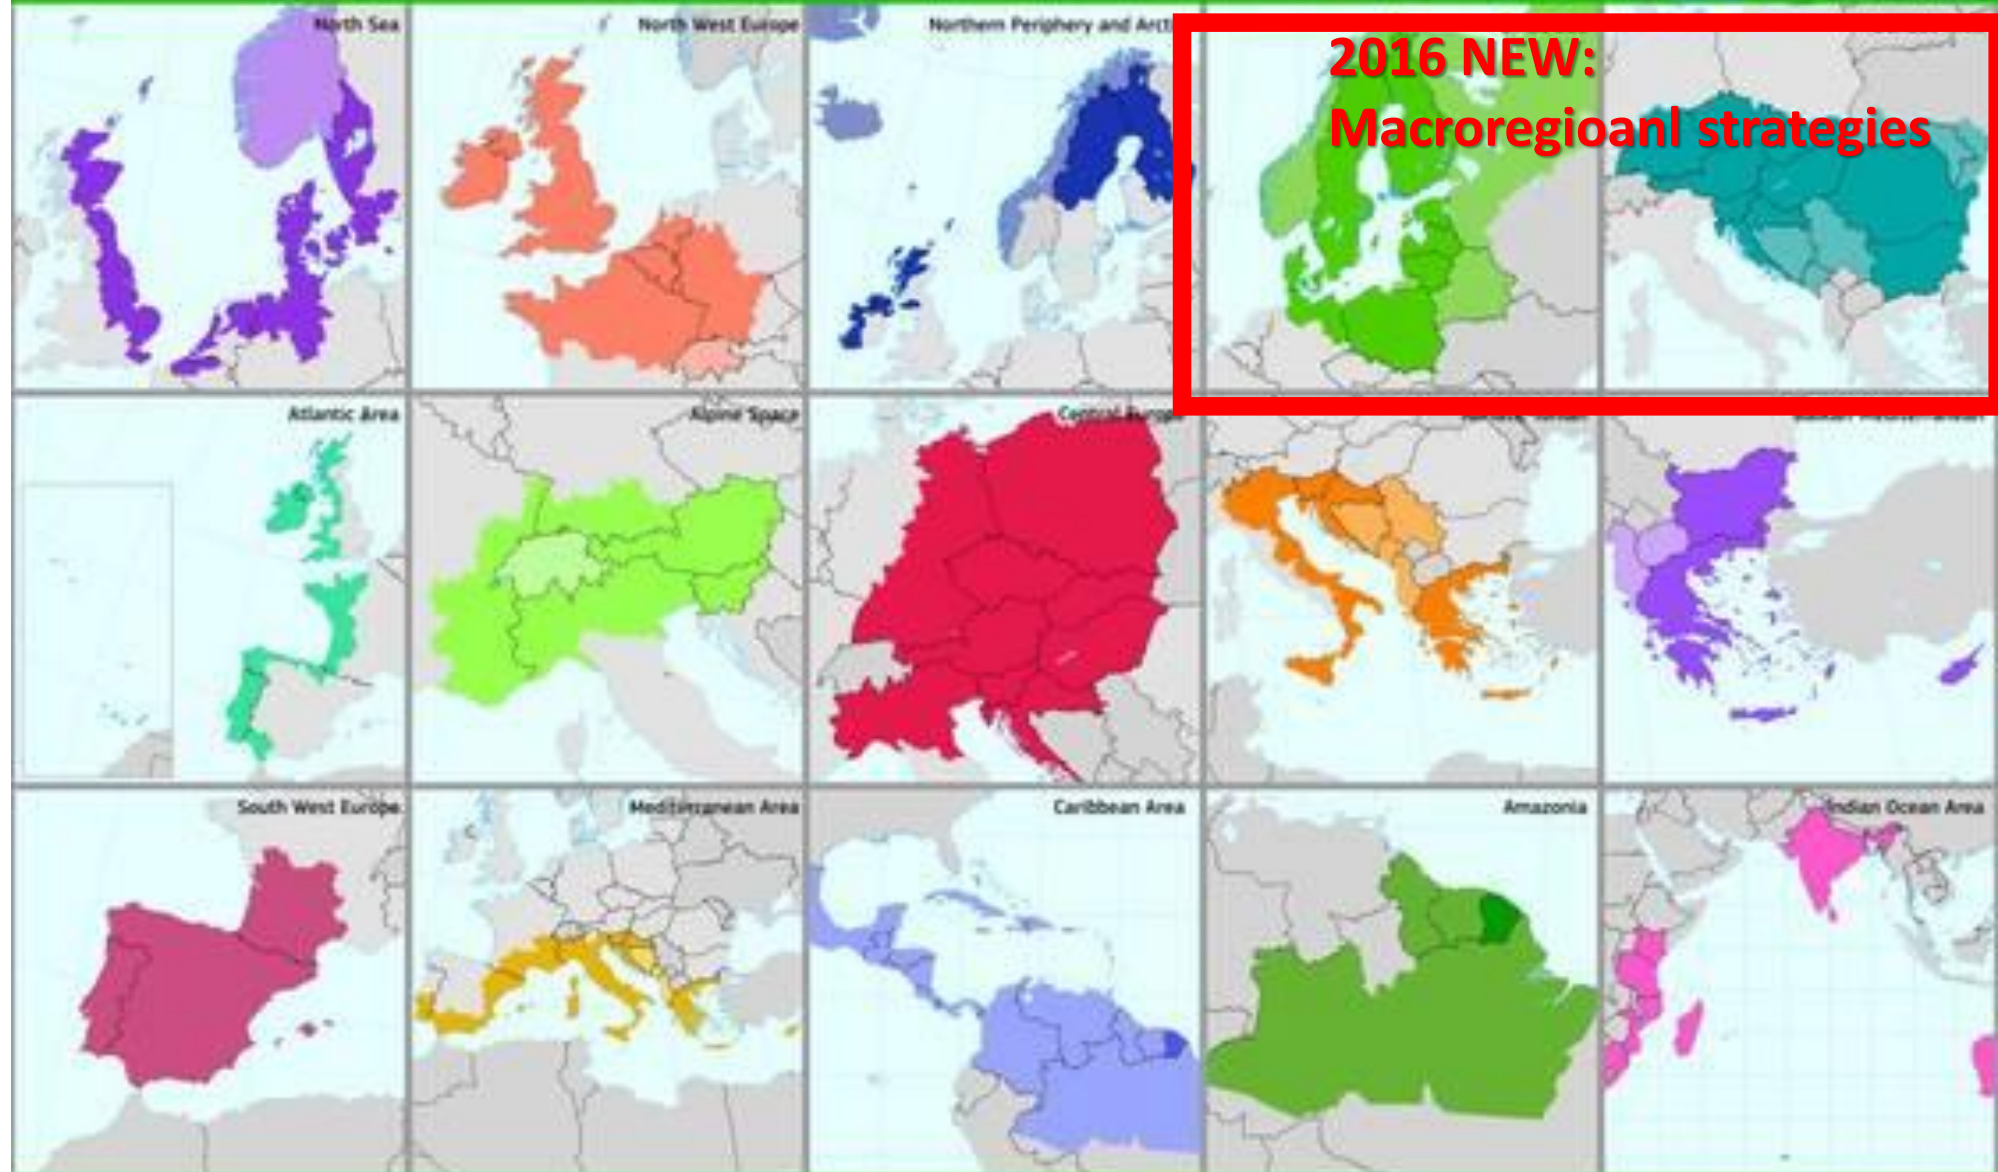 North Sea
North West Europe
Northern Periphery and Arct
2016 NEW:
Macroregioanl strategies
Atlantic Area
Alpine Space
Central Europe
South West Europe
Mediterranean Area
Caribbean Area
Amazonia
Indian Ocean Area